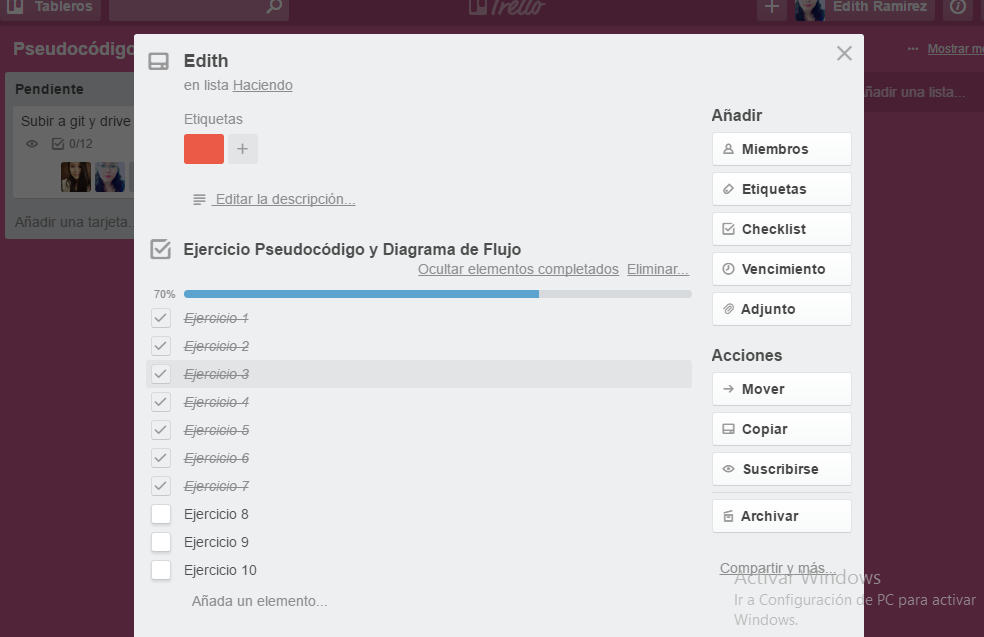 Tableros
Trello
Edith Ramirez
Pseudocódigo
Mostrar me
Pendiente
Subir a git y drive
0/12
Añadir una tarjeta.
ñadir una lista...
Edith
en lista Haciendo
Etiquetas
+
Editar la descripción...
Ejercicio Pseudocódigo y Diagrama de Flujo
Ocultar elementos completados Eliminar...
70%
Ejercicio 1
Ejercicio 2
Ejercicio 3
Ejercicio 4
Ejercicio 5
Ejercicio 6
Ejercicio 7
Ejercicio 8
Ejercicio 9
Ejercicio 10
Añada un elemento...
Añadir
Miembros
Etiquetas
Checklist
Vencimiento
Adjunto
Acciones
Mover
Copiar
Suscribirse
Archivar
Compartir y más...
Activar Windows
Ir a Configuración de PC para activar
Windows.